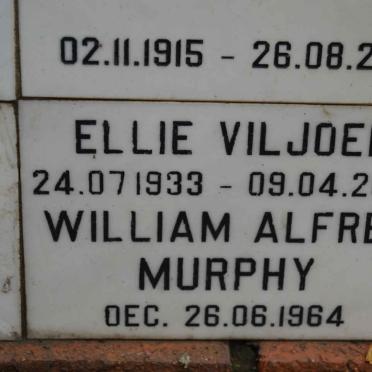 02.11.1915 - 26.08.2
ELLIE VILJOE
24.07 1933 - 09.04.2
WILLIAM ALFRE
MURPHY
DEC. 26.06.1964